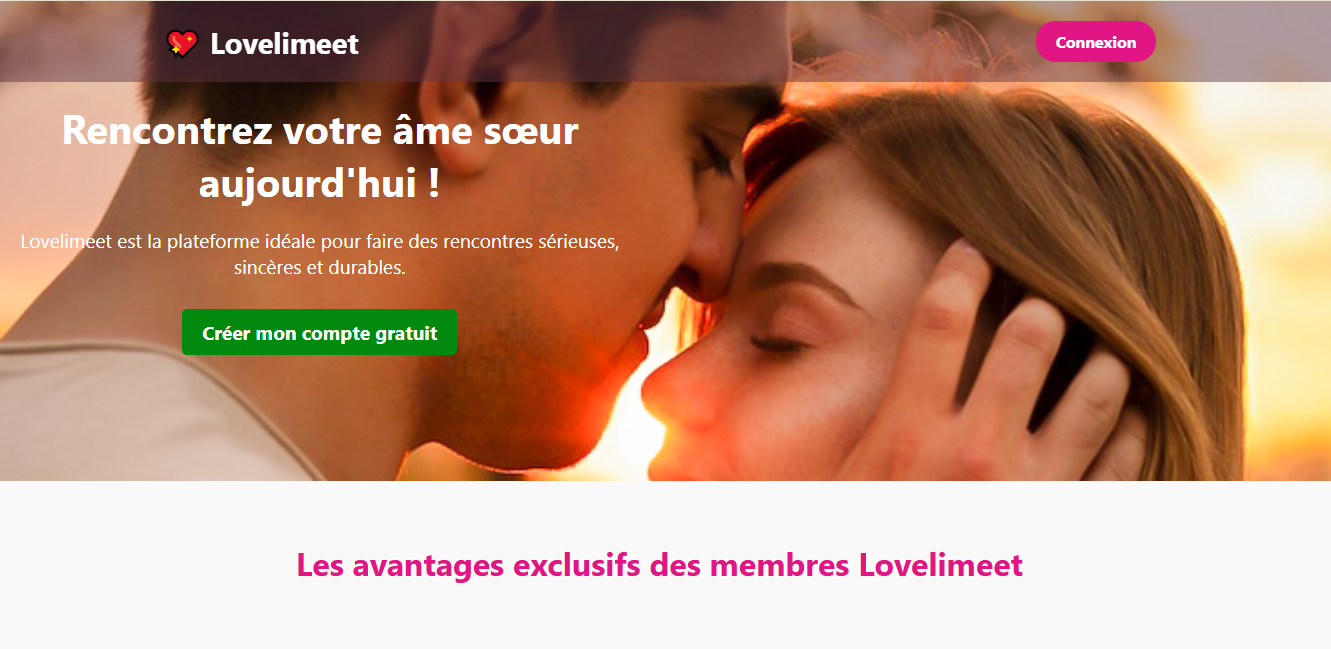 Lovelimeet
Connexion
Rencontrez votre âme sœur
aujourd'hui !
Lovelimeet est la plateforme idéale pour faire des rencontres sérieuses,
sincères et durables.
Créer mon compte gratuit
Les avantages exclusifs des membres Lovelimeet